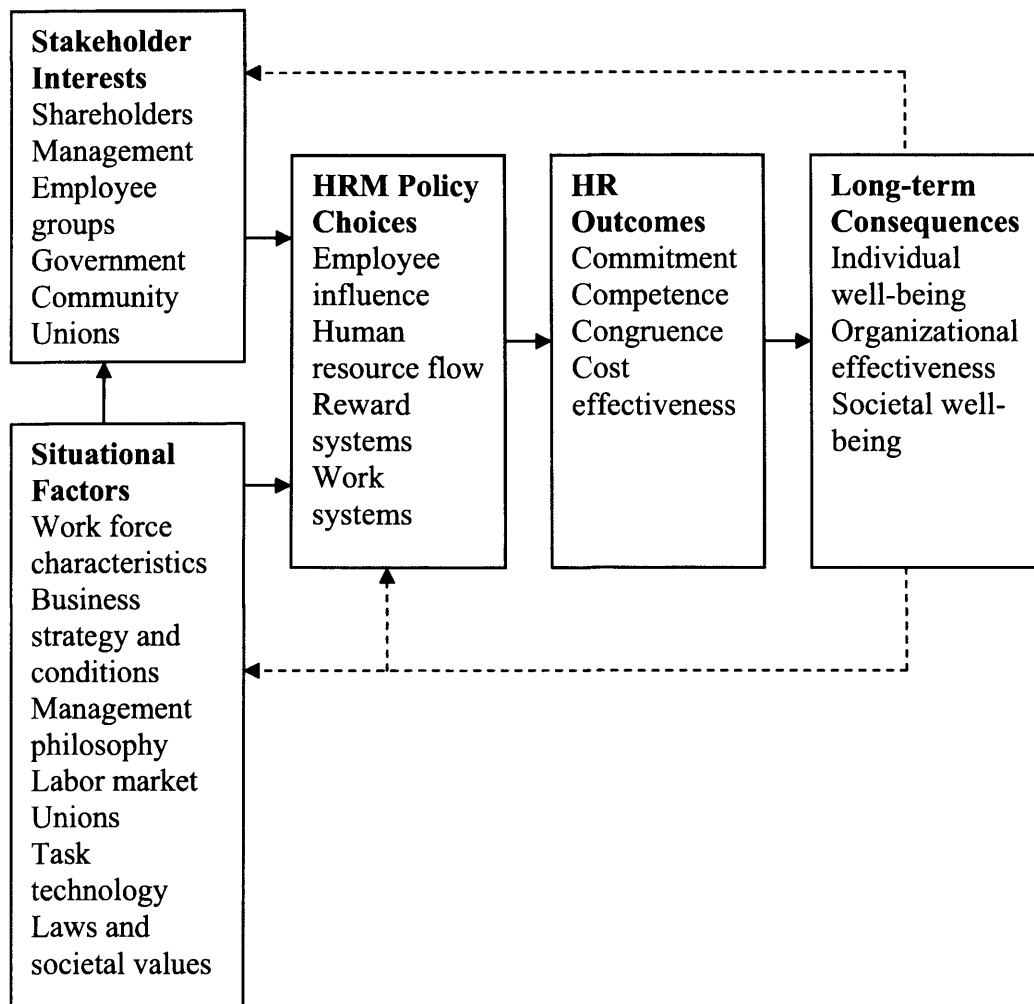 Stakeholder
Interests
Shareholders
Management
Employee
groups
Government
Community
Unions
Situational
Factors
Work force
characteristics
Business
strategy and
conditions
Management
philosophy
Labor market
Unions
Task
technology
Laws and
societal values
HRM Policy
Choices
Employee
influence
Human
resource flow
Reward
systems
Work
systems
HR
Outcomes
Commitment
Competence
Congruence
Cost
effectiveness
Long-term
Consequences
Individual
well-being
Organizational
effectiveness
Societal well-
being